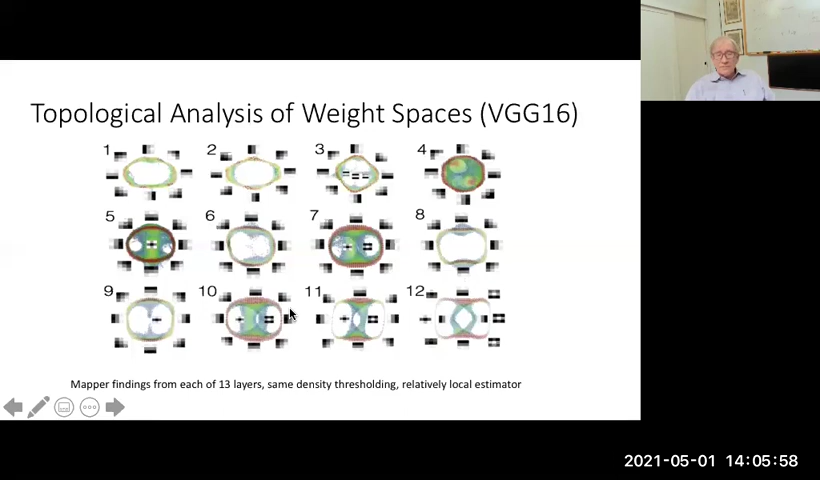 Topological Analysis of Weight Spaces (VGG16)
1 2 3 4
5 6 7 8
9 10 11 12
Mapper findings from each of 13 layers, same density thresholding, relatively local estimator
2021-05-01 14:05:58